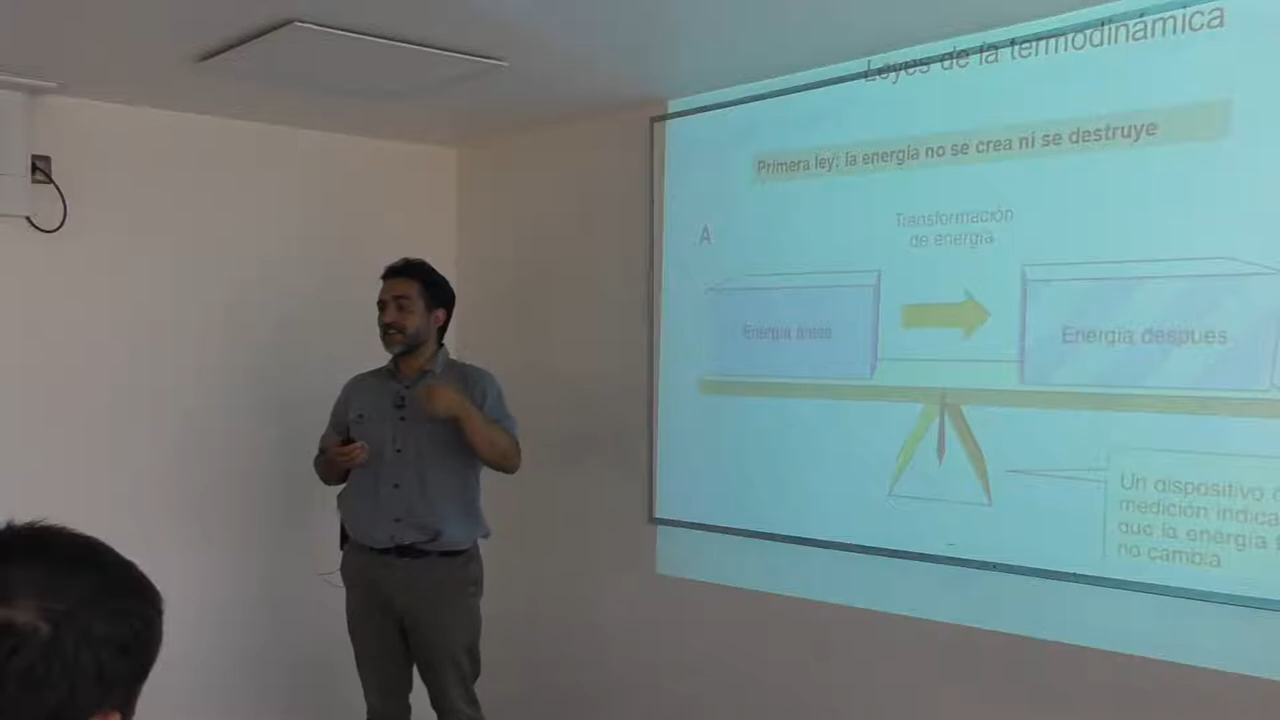 Leyes de la termodinámica
Primera ley: la energía no se crea ni se destruye
A
Transformación
de energía
Energía antes
Energía después
Un dispositivo
medición indica
que la energía
no cambia